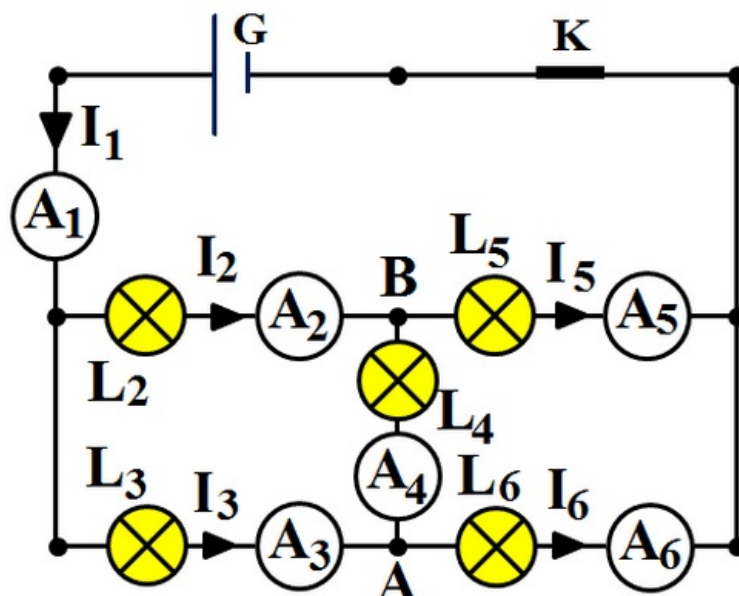 G K
I₁
A₁
I₂ B L₅ I₅
A₂ A₅
L₂
L₄
L₃ I₃ A₄ L₆ I₆
A₃ A₆
A